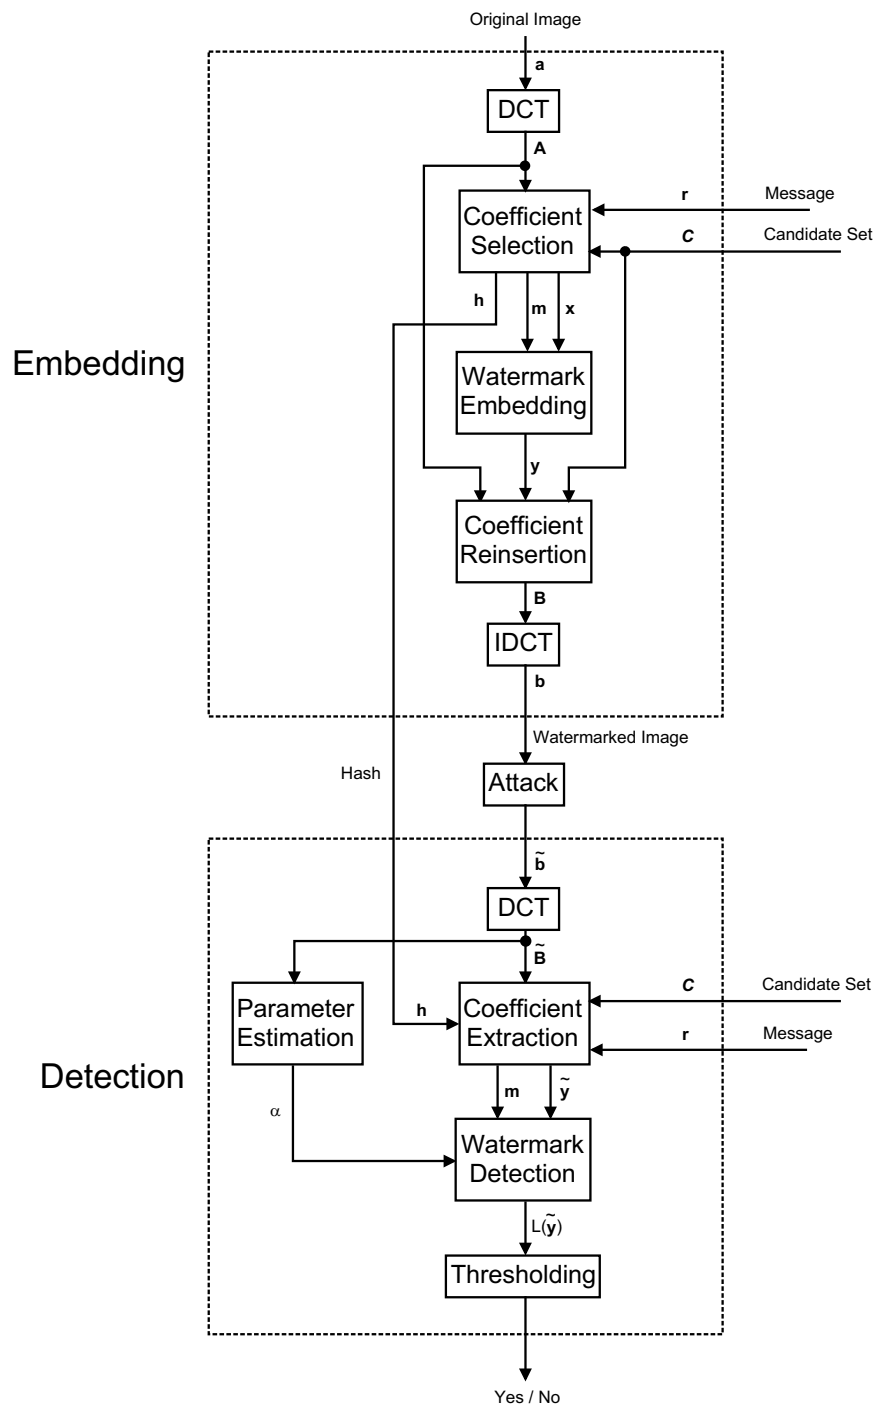 Original Image
a
DCT
A
Coefficient
Selection
r
Message
C
Candidate Set
h
m
x
Embedding
Watermark
Embedding
y
Coefficient
Reinsertion
B
IDCT
b
Watermarked Image
Hash
Attack
b̃
DCT
B̃
Parameter
Estimation
h
Coefficient
Extraction
C
Candidate Set
r
Message
Detection
α
m
ỹ
Watermark
Detection
L(ỹ)
Thresholding
Yes / No